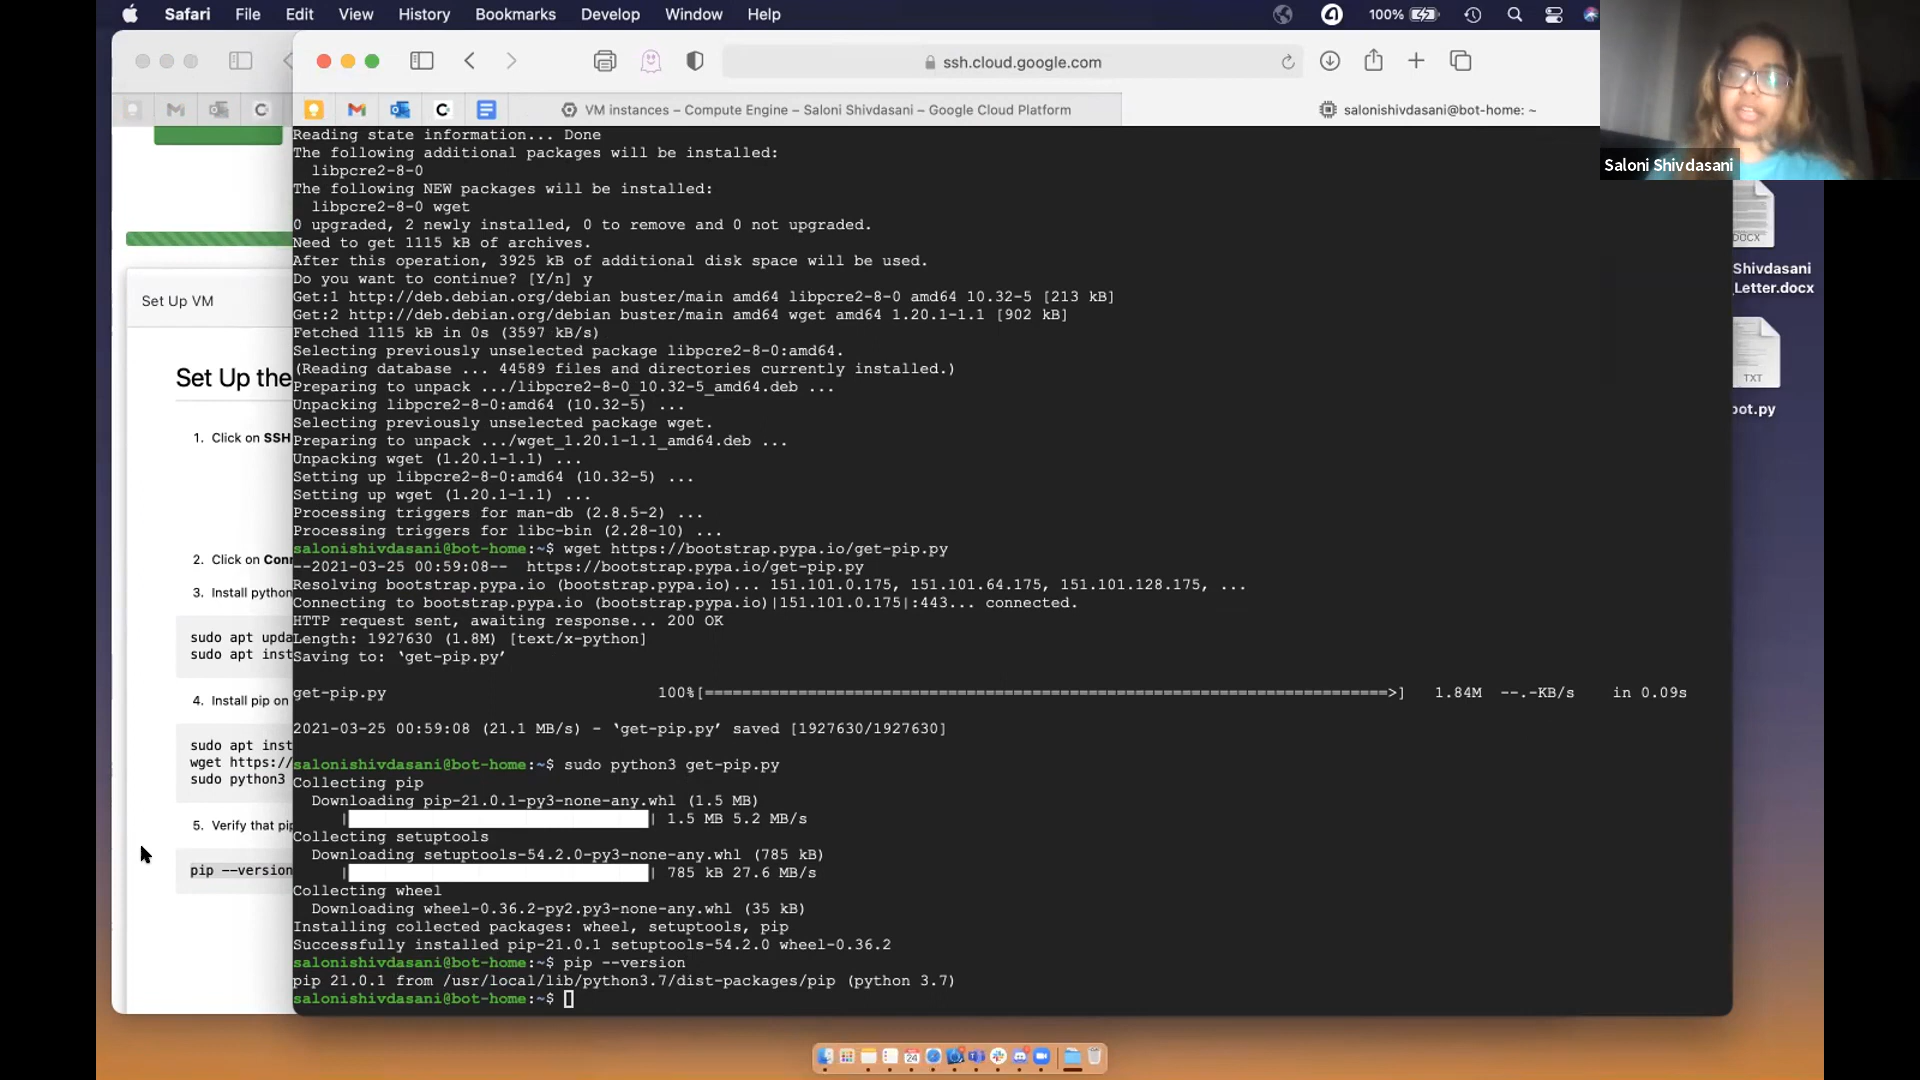 Safari File Edit View History Bookmarks Develop Window Help
100%
ssh.cloud.google.com
VM instances – Compute Engine – Saloni Shivdasani – Google Cloud Platform
salonishivdasani@bot-home: ~
Saloni Shivdasani
Reading state information... Done
The following additional packages will be installed:
libpcre2-8-0
The following NEW packages will be installed:
libpcre2-8-0 wget
0 upgraded, 2 newly installed, 0 to remove and 0 not upgraded.
Need to get 1115 kB of archives.
After this operation, 3925 kB of additional disk space will be used.
Do you want to continue? [Y/n] y
Get:1 http://deb.debian.org/debian buster/main amd64 libpcre2-8-0 amd64 10.32-5 [213 kB]
Get:2 http://deb.debian.org/debian buster/main amd64 wget amd64 1.20.1-1.1 [902 kB]
Fetched 1115 kB in 0s (3597 kB/s)
Selecting previously unselected package libpcre2-8-0:amd64.
(Reading database ... 44589 files and directories currently installed.)
Preparing to unpack .../libpcre2-8-0_10.32-5_amd64.deb ...
Unpacking libpcre2-8-0:amd64 (10.32-5) ...
Selecting previously unselected package wget.
Preparing to unpack .../wget_1.20.1-1.1_amd64.deb ...
Unpacking wget (1.20.1-1.1) ...
Setting up libpcre2-8-0:amd64 (10.32-5) ...
Setting up wget (1.20.1-1.1) ...
Processing triggers for man-db (2.8.5-2) ...
Processing triggers for libc-bin (2.28-10) ...
salonishivdasani@bot-home:~$ wget https://bootstrap.pypa.io/get-pip.py
--2021-03-25 00:59:08-- https://bootstrap.pypa.io/get-pip.py
Resolving bootstrap.pypa.io (bootstrap.pypa.io)... 151.101.0.175, 151.101.64.175, 151.101.128.175, ...
Connecting to bootstrap.pypa.io (bootstrap.pypa.io)|151.101.0.175|:443... connected.
HTTP request sent, awaiting response... 200 OK
Length: 1927630 (1.8M) [text/x-python]
Saving to: ‘get-pip.py’
get-pip.py 100%[=========================================================================>] 1.84M --.-KB/s in 0.09s
2021-03-25 00:59:08 (21.1 MB/s) - ‘get-pip.py’ saved [1927630/1927630]
salonishivdasani@bot-home:~$ sudo python3 get-pip.py
Collecting pip
Downloading pip-21.0.1-py3-none-any.whl (1.5 MB)
| | 1.5 MB 5.2 MB/s
Collecting setuptools
Downloading setuptools-54.2.0-py3-none-any.whl (785 kB)
| | 785 kB 27.6 MB/s
Collecting wheel
Downloading wheel-0.36.2-py2.py3-none-any.whl (35 kB)
Installing collected packages: wheel, setuptools, pip
Successfully installed pip-21.0.1 setuptools-54.2.0 wheel-0.36.2
salonishivdasani@bot-home:~$ pip --version
pip 21.0.1 from /usr/local/lib/python3.7/dist-packages/pip (python 3.7)
salonishivdasani@bot-home:~$
Set Up VM
Set Up the
1. Click on SSH
2. Click on Conn
3. Install python
sudo apt upda
sudo apt inst
4. Install pip on
sudo apt inst
wget https://
sudo python3
5. Verify that pip
pip --version
DOCX
Shivdasani
Letter.docx
TXT
bot.py
24